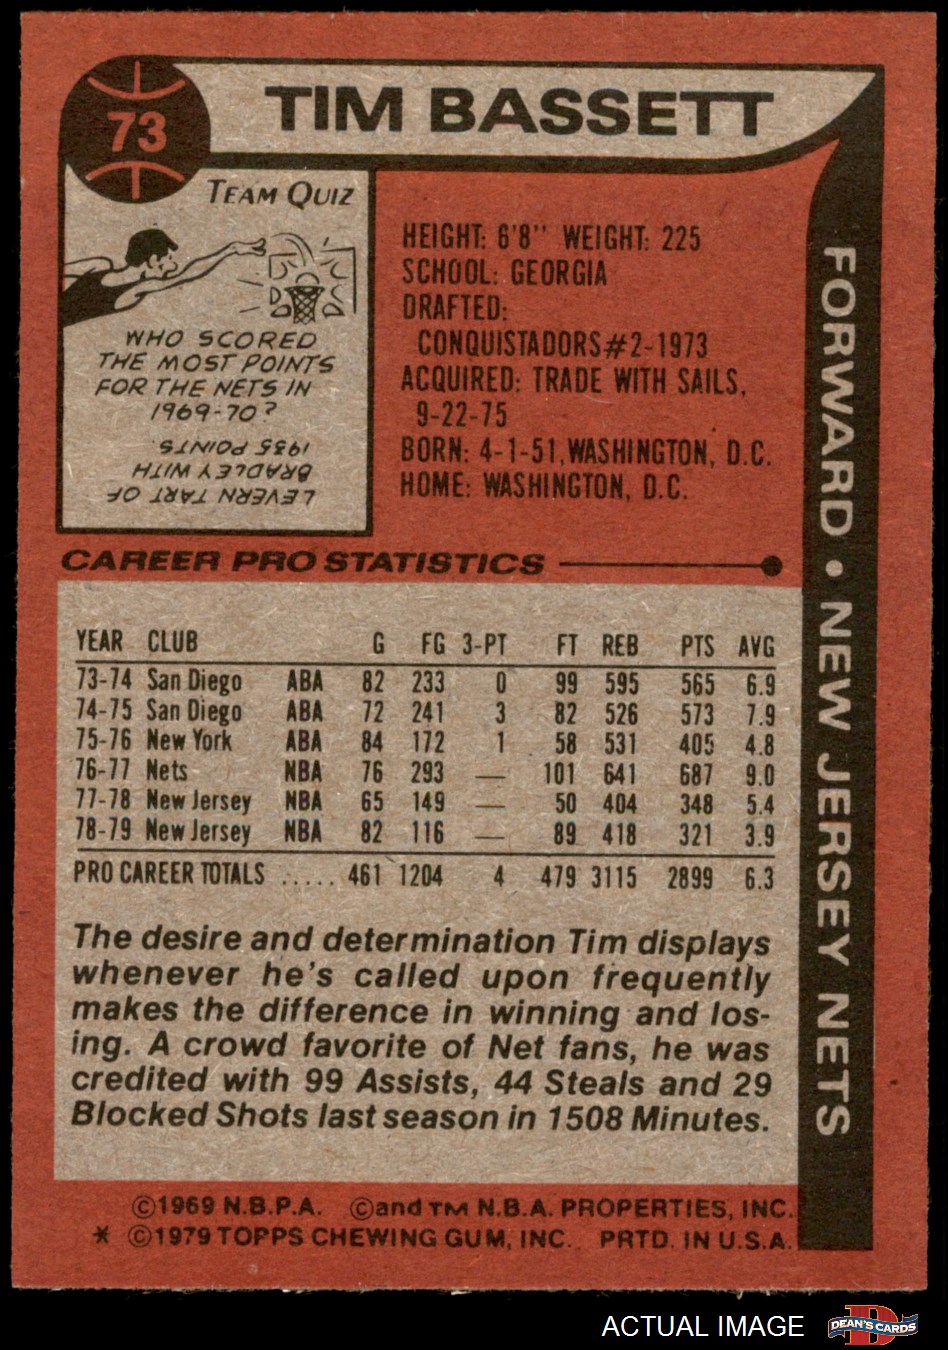 73
TIM BASSETT
TEAM QUIZ
WHO SCORED
THE MOST POINTS
FOR THE NETS IN
1969-70?
LEVERN TART OF
BRADLEY WITH
1935 POINTS.
HEIGHT: 6'8" WEIGHT: 225
SCHOOL: GEORGIA
DRAFTED:
CONQUISTADORS#2-1973
ACQUIRED: TRADE WITH SAILS,
9-22-75
BORN: 4-1-51, WASHINGTON, D.C.
HOME: WASHINGTON, D.C.
FORWARD • NEW JERSEY NETS
CAREER PRO STATISTICS
YEAR CLUB G FG 3-PT FT REB PTS AVG
73-74 San Diego ABA 82 233 0 99 595 565 6.9
74-75 San Diego ABA 72 241 3 82 526 573 7.9
75-76 New York ABA 84 172 1 58 531 405 4.8
76-77 Nets NBA 76 293 — 101 641 687 9.0
77-78 New Jersey NBA 65 149 — 50 404 348 5.4
78-79 New Jersey NBA 82 116 — 89 418 321 3.9
PRO CAREER TOTALS ..... 461 1204 4 479 3115 2899 6.3
The desire and determination Tim displays
whenever he's called upon frequently
makes the difference in winning and los-
ing. A crowd favorite of Net fans, he was
credited with 99 Assists, 44 Steals and 29
Blocked Shots last season in 1508 Minutes.
©1969 N.B.P.A. ©and TM N.B.A. PROPERTIES, INC.
* ©1979 TOPPS CHEWING GUM, INC. PRTD. IN U.S.A.
ACTUAL IMAGE
D DEAN'S CARDS